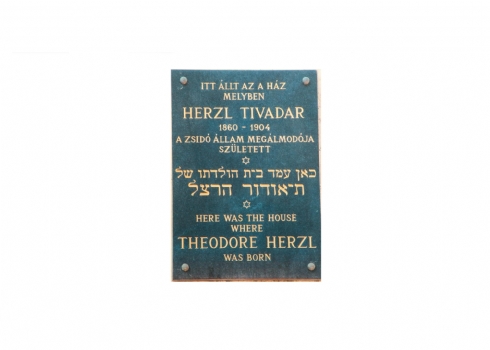 ITT ÁLLT AZ A HÁZ
MELYBEN
HERZL TIVADAR
1860 - 1904
A ZSIDÓ ÁLLAM MEGÁLMODÓJA
SZÜLETETT
כאן עמד בית הולדתו של
תיאודור הרצל
HERE WAS THE HOUSE
WHERE
THEODORE HERZL
WAS BORN